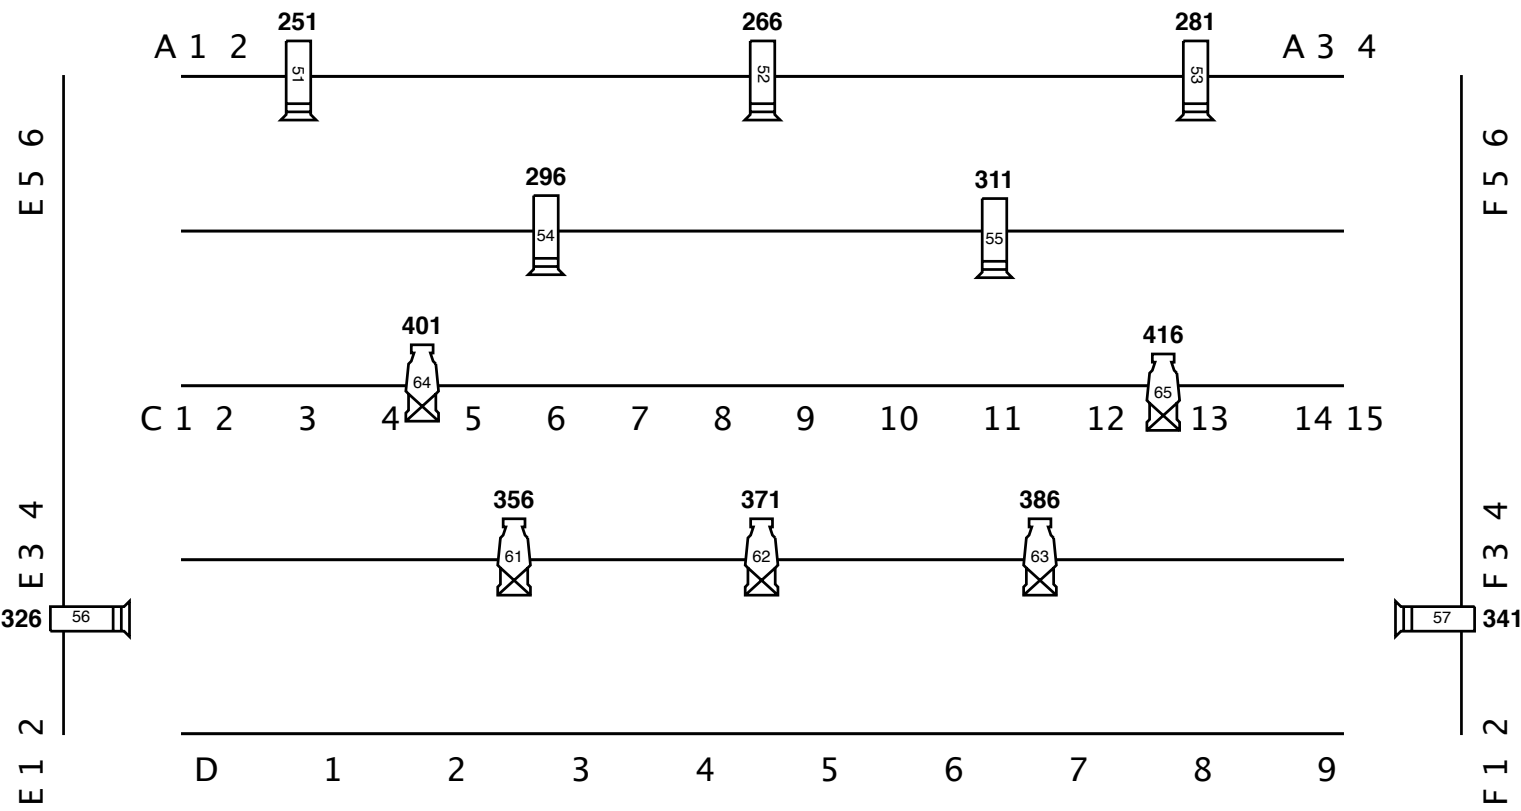 251 266 281
A 1 2 A 3 4
51 52 53
E 5 6 F 5 6
296 311
54 55
401 416
64 65
C 1 2 3 4 5 6 7 8 9 10 11 12 13 14 15
356 371 386
E 3 4 F 3 4
61 62 63
326 56 57 341
E 1 2 F 1 2
D 1 2 3 4 5 6 7 8 9